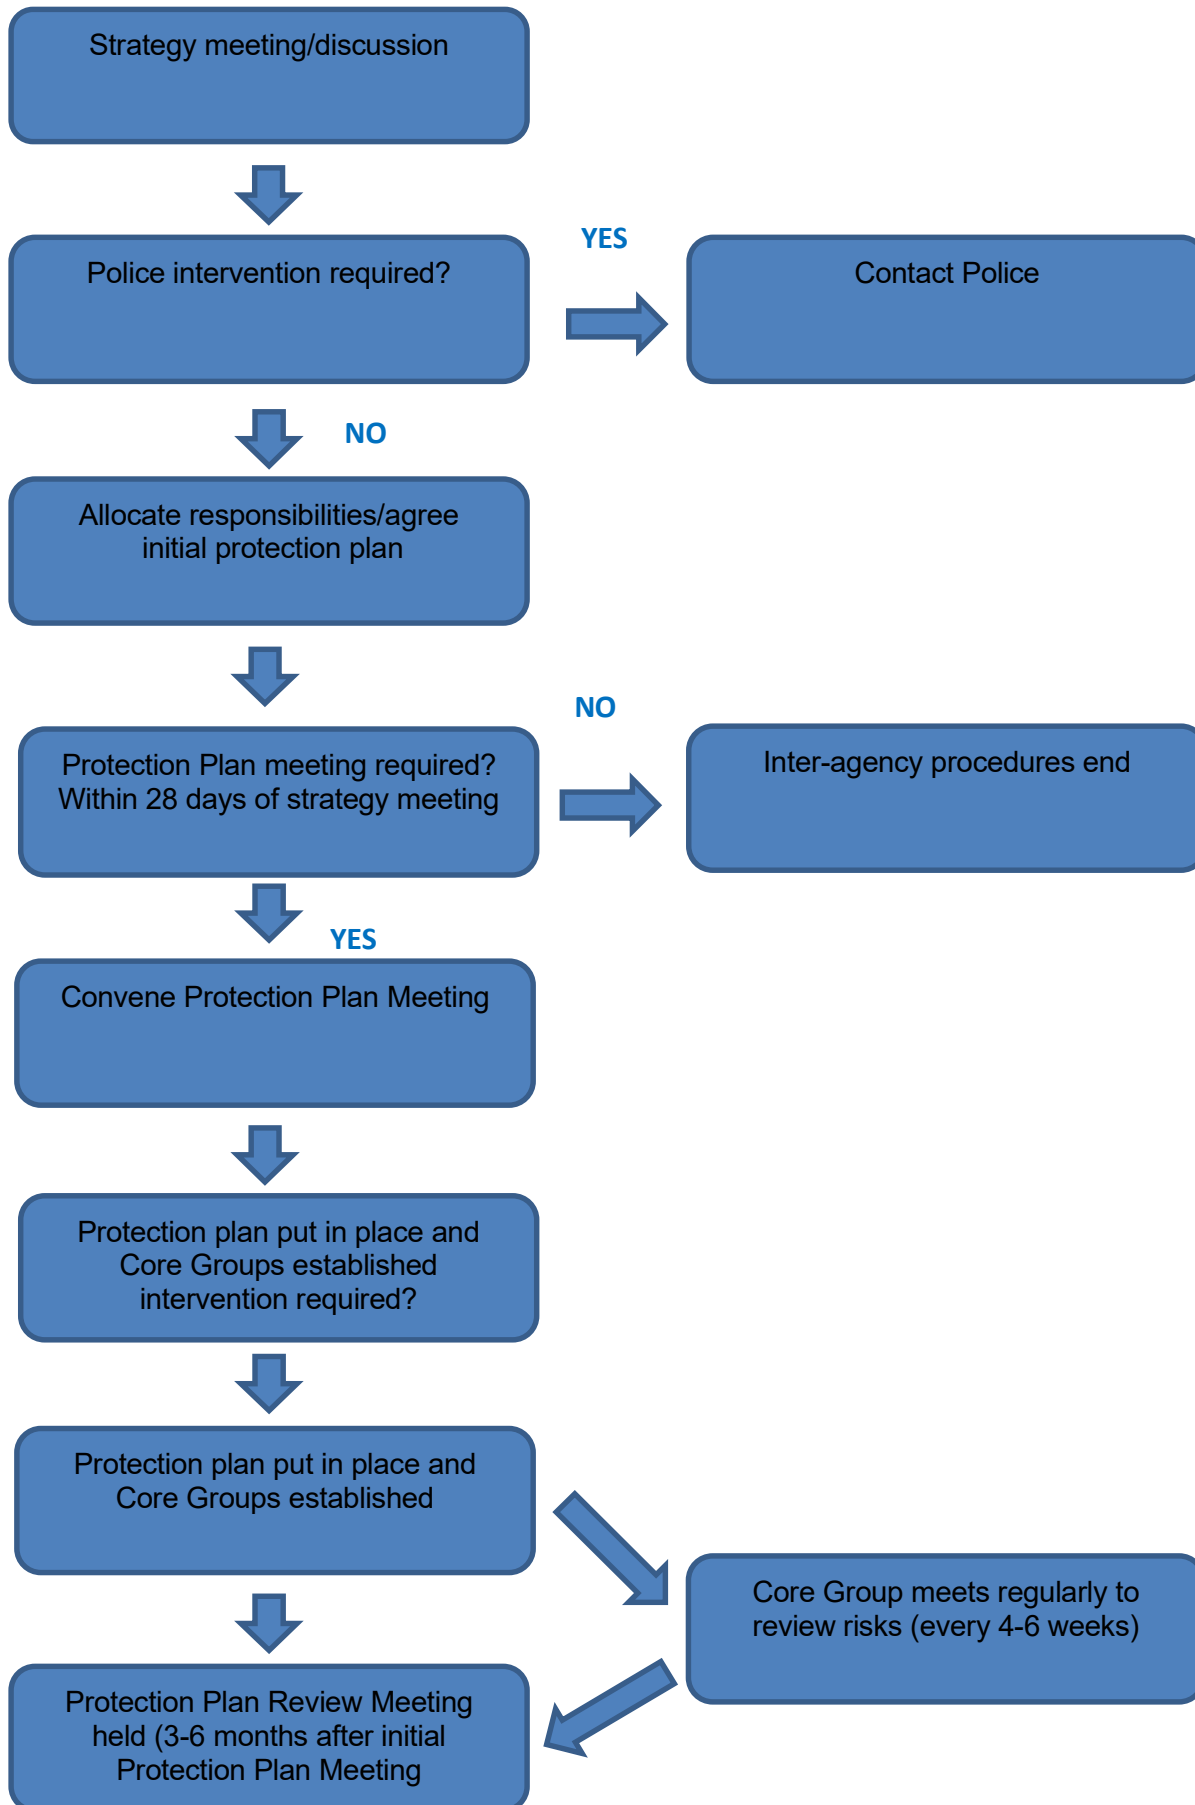 Strategy meeting/discussion
YES
Police intervention required?
Contact Police
NO
Allocate responsibilities/agree
initial protection plan
NO
Protection Plan meeting required?
Within 28 days of strategy meeting
Inter-agency procedures end
YES
Convene Protection Plan Meeting
Protection plan put in place and
Core Groups established
intervention required?
Protection plan put in place and
Core Groups established
Core Group meets regularly to
review risks (every 4-6 weeks)
Protection Plan Review Meeting
held (3-6 months after initial
Protection Plan Meeting